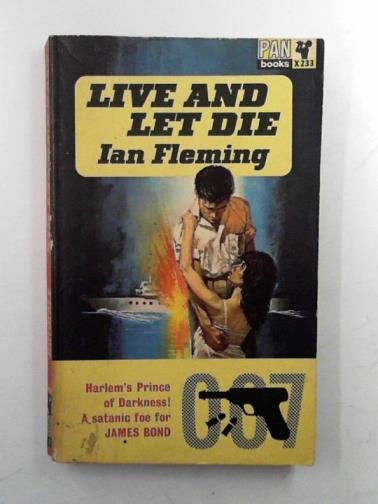 PAN
books X233
LIVE AND
LET DIE
Ian Fleming
Harlem's Prince
of Darkness!
A satanic foe for
JAMES BOND
007